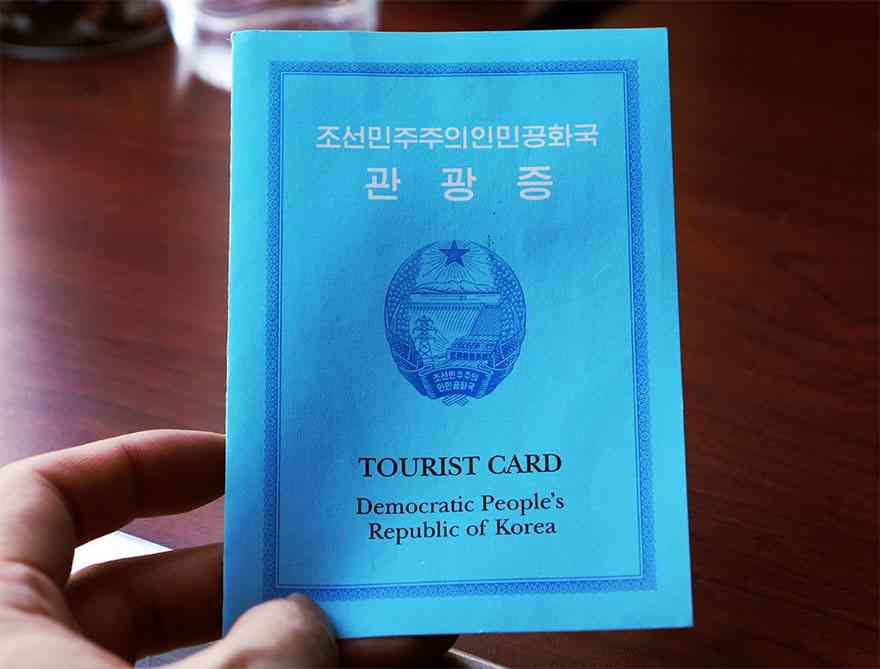 조선민주주의인민공화국
관 광 증
조선민주주의
인민공화국
TOURIST CARD
Democratic People's
Republic of Korea